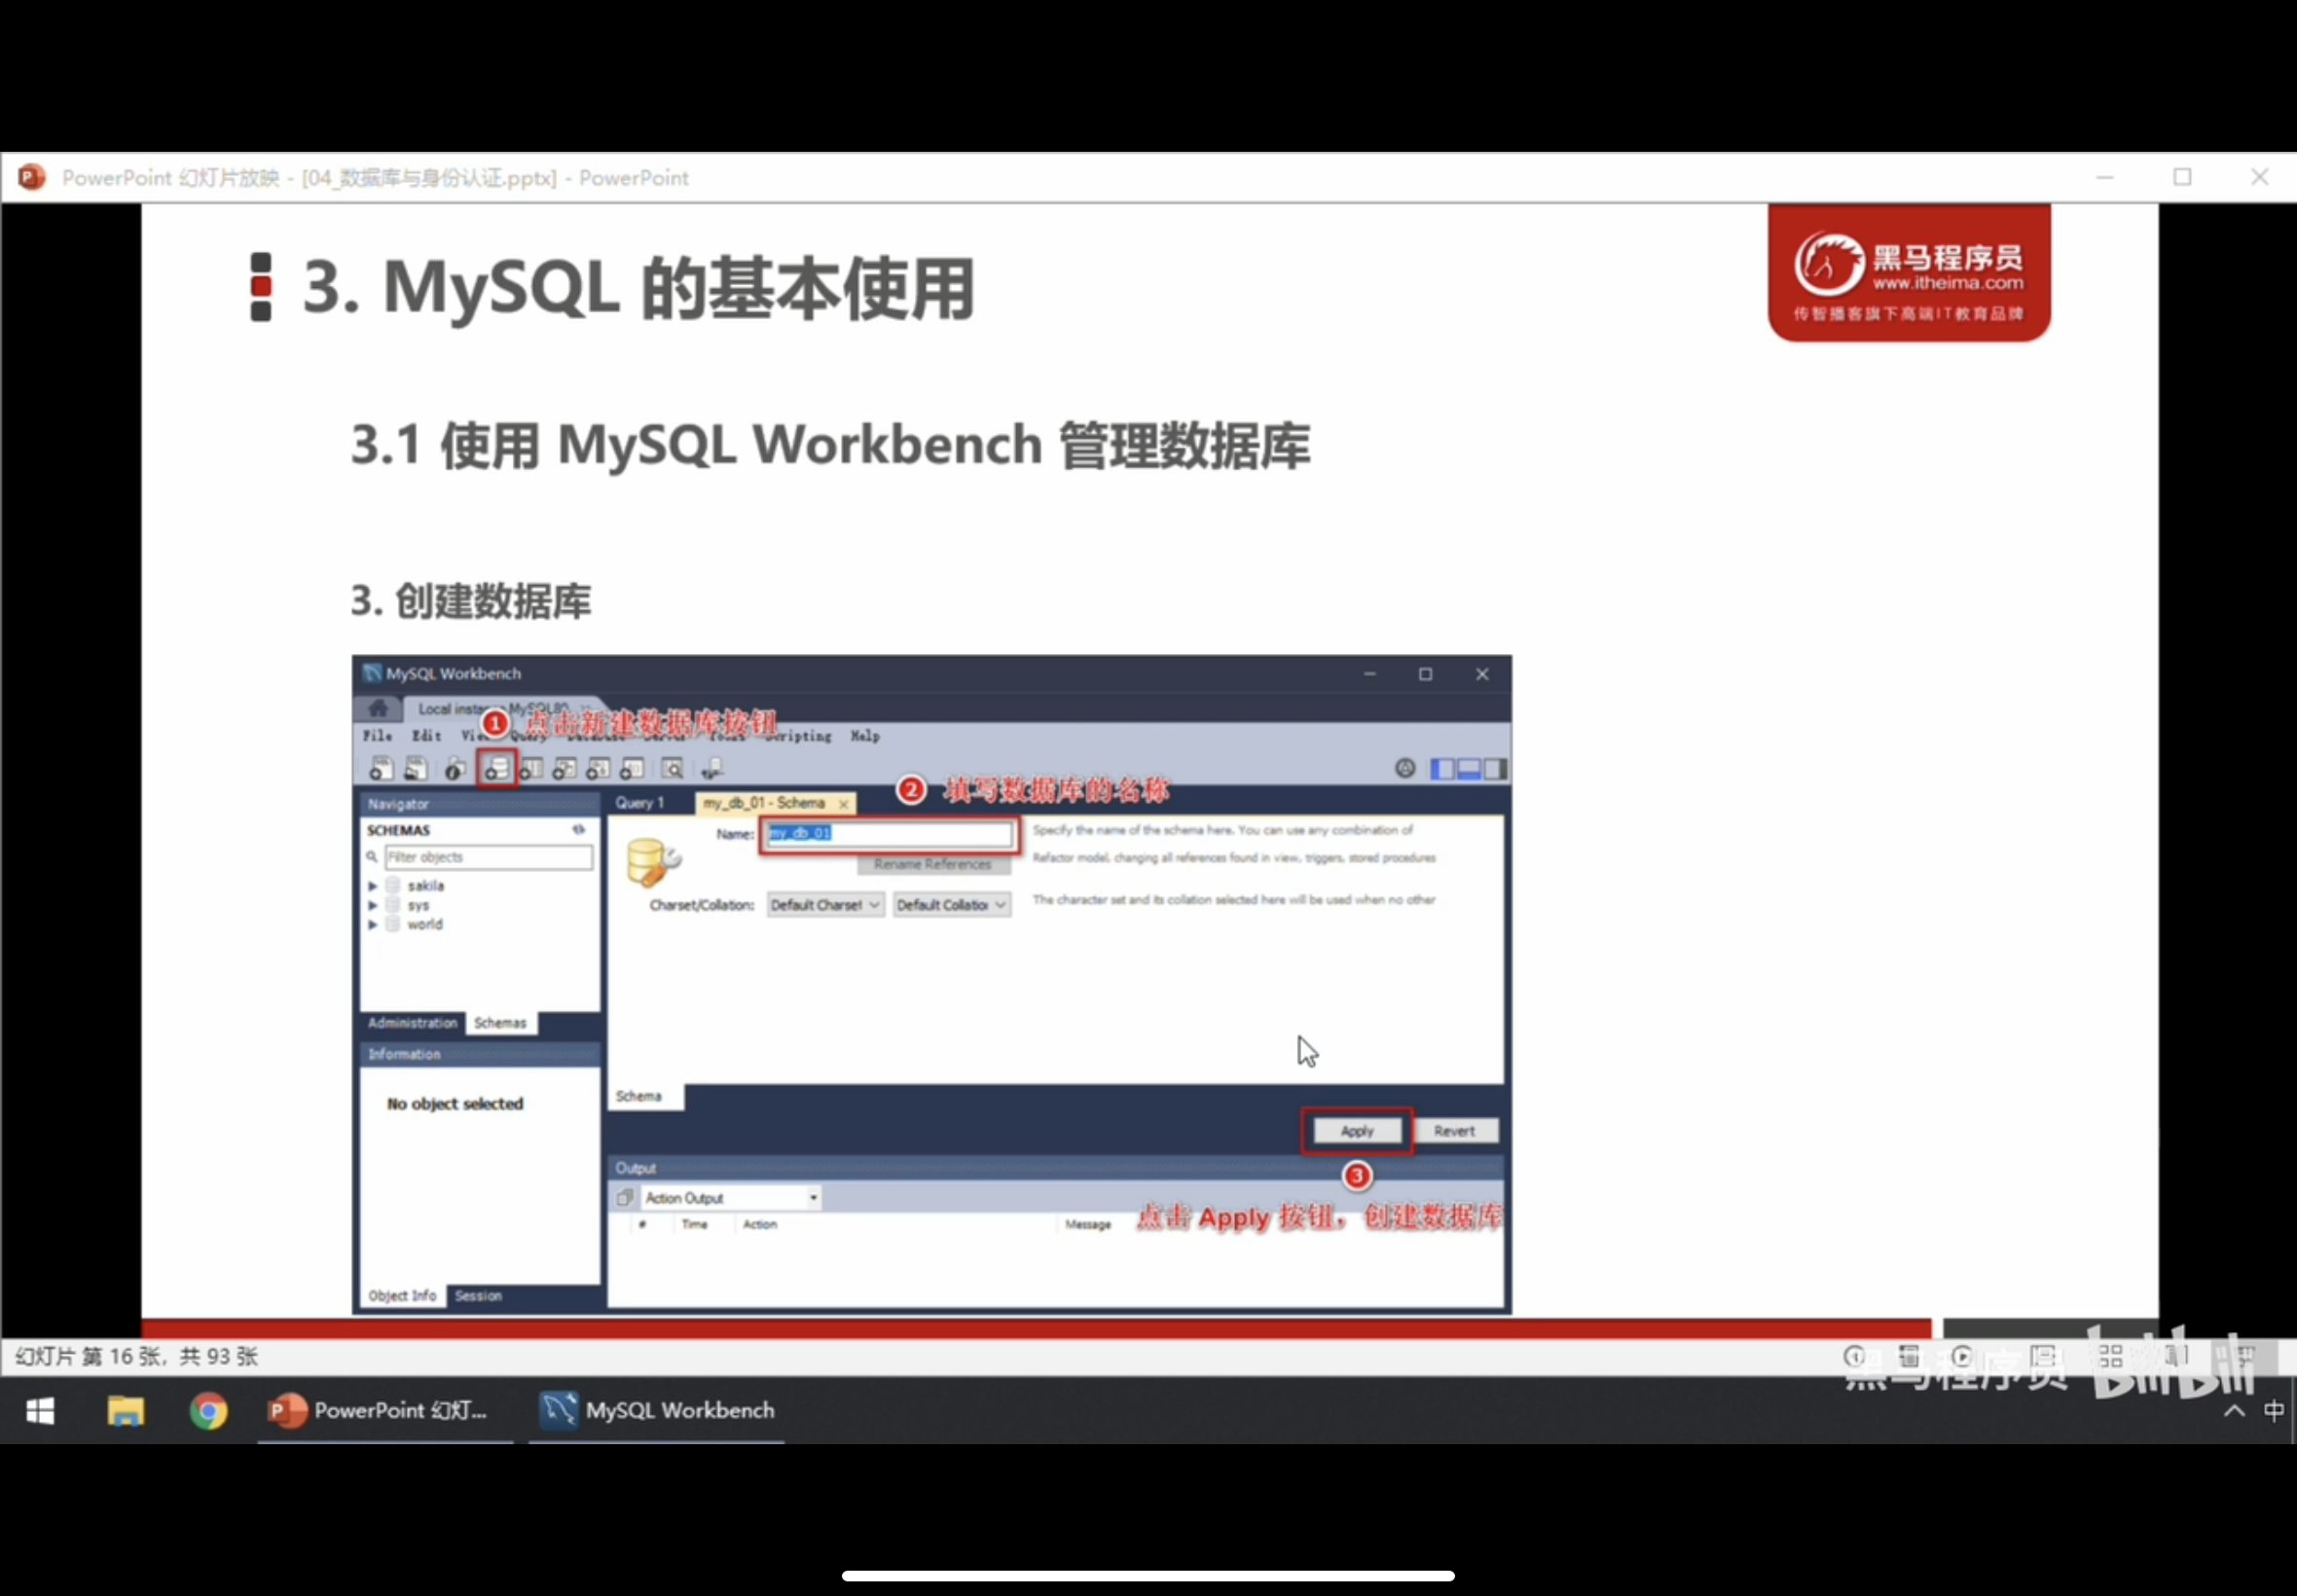 PowerPoint 幻灯片放映 - [04_数据库与身份认证.pptx] - PowerPoint
3. MySQL 的基本使用
黑马程序员
www.itheima.com
传智播客旗下高端IT教育品牌
3.1 使用 MySQL Workbench 管理数据库
3. 创建数据库
MySQL Workbench
Local instance MySQL80
1 点击新建数据库按钮
File Edit View Query Database Server Tools Scripting Help
2 填写数据库的名称
Navigator
SCHEMAS
Filter objects
sakila
sys
world
Administration Schemas
Information
No object selected
Object Info Session
Query 1 my_db_01 - Schema
Name: my_db_01
Specify the name of the schema here. You can use any combination of
Rename References
Refactor model, changing all references found in view, triggers, stored procedures
Charset/Collation: Default Charset Default Collation
The character set and its collation selected here will be used when no other
Schema
Apply Revert
3
点击 Apply 按钮，创建数据库
Output
Action Output
# Time Action Message
幻灯片 第 16 张，共 93 张
黑马程序员 bilibili
PowerPoint 幻灯... MySQL Workbench
中